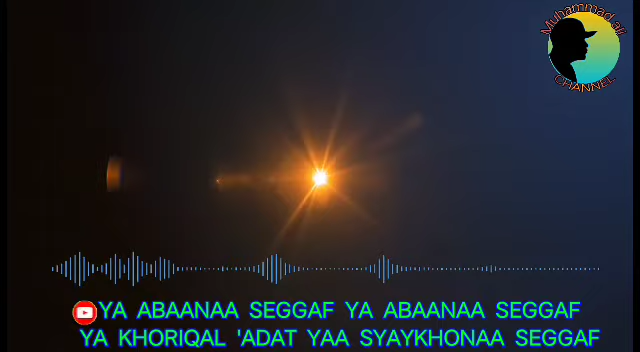 Muhammad ali
CHANNEL
YA ABAANAA SEGGAF YA ABAANAA SEGGAF
YA KHORIQAL 'ADAT YAA SYAYKHONAA SEGGAF